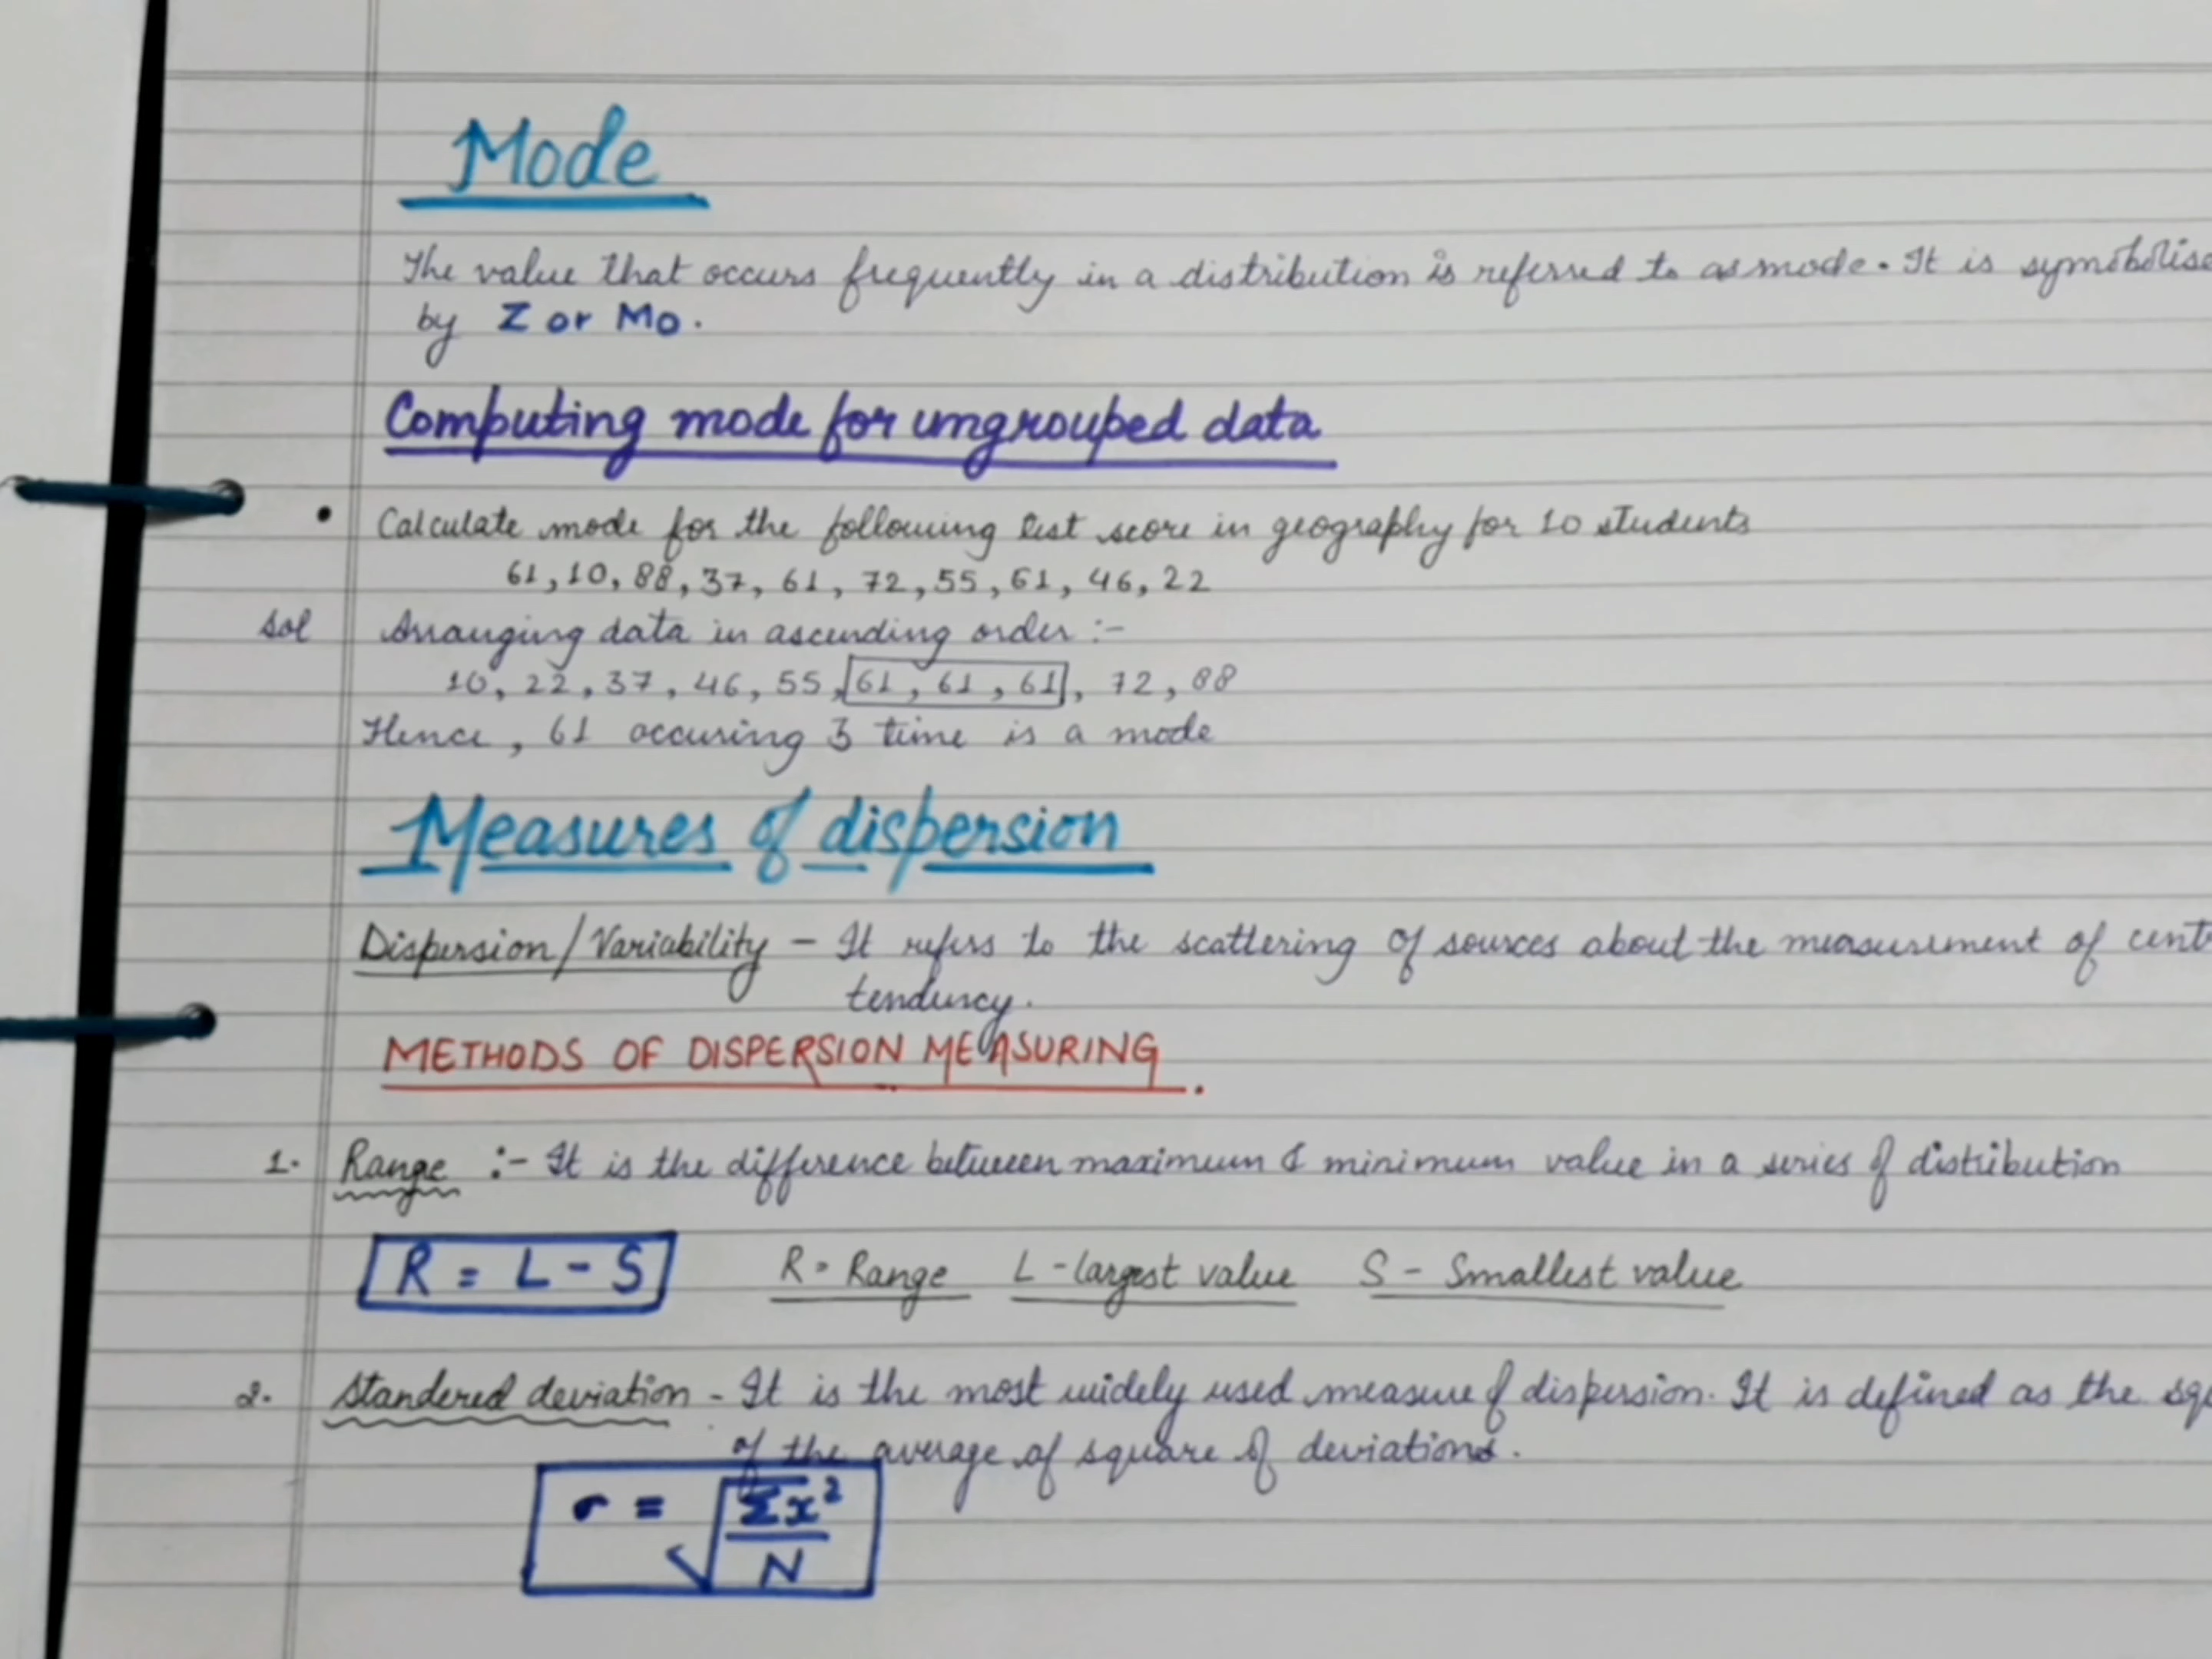 Mode
The value that occurs frequently in a distribution is referred to as mode. It is symobolise
by Z or Mo.
Computing mode for ungrouped data
• Calculate mode for the following test score in geography for 10 students
61, 10, 88, 37, 61, 72, 55, 61, 46, 22
Sol Arranging data in ascending order :-
10, 22, 37, 46, 55, 61, 61, 61, 72, 88
Hence, 61 occuring 3 time is a mode
Measures of dispersion
Dispersion/Variability - It refers to the scattering of sources about the measurement of cent
tendency.
METHODS OF DISPERSION MEASURING.
1. Range :- It is the difference between maximum & minimum value in a series of distribution
R = L - S R - Range L - largest value S - Smallest value
2. Standered deviation - It is the most widely used measure of dispersion. It is defined as the squ
of the average of square of deviations.
σ = √Σx²/N